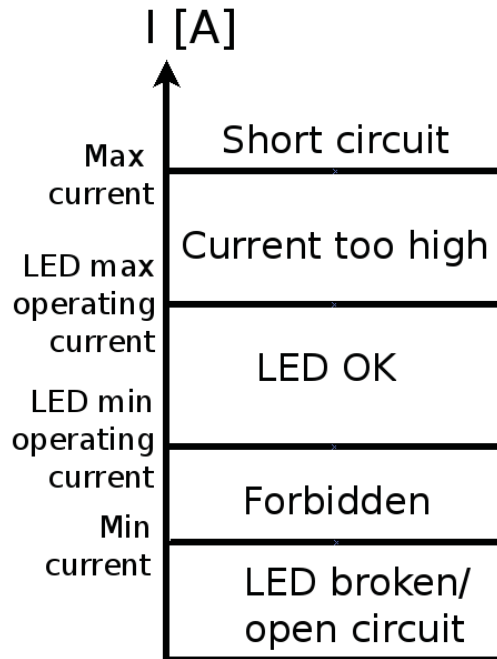 I [A]
Short circuit
Max
current
Current too high
LED max
operating
current
LED OK
LED min
operating
current
Forbidden
Min
current
LED broken/
open circuit